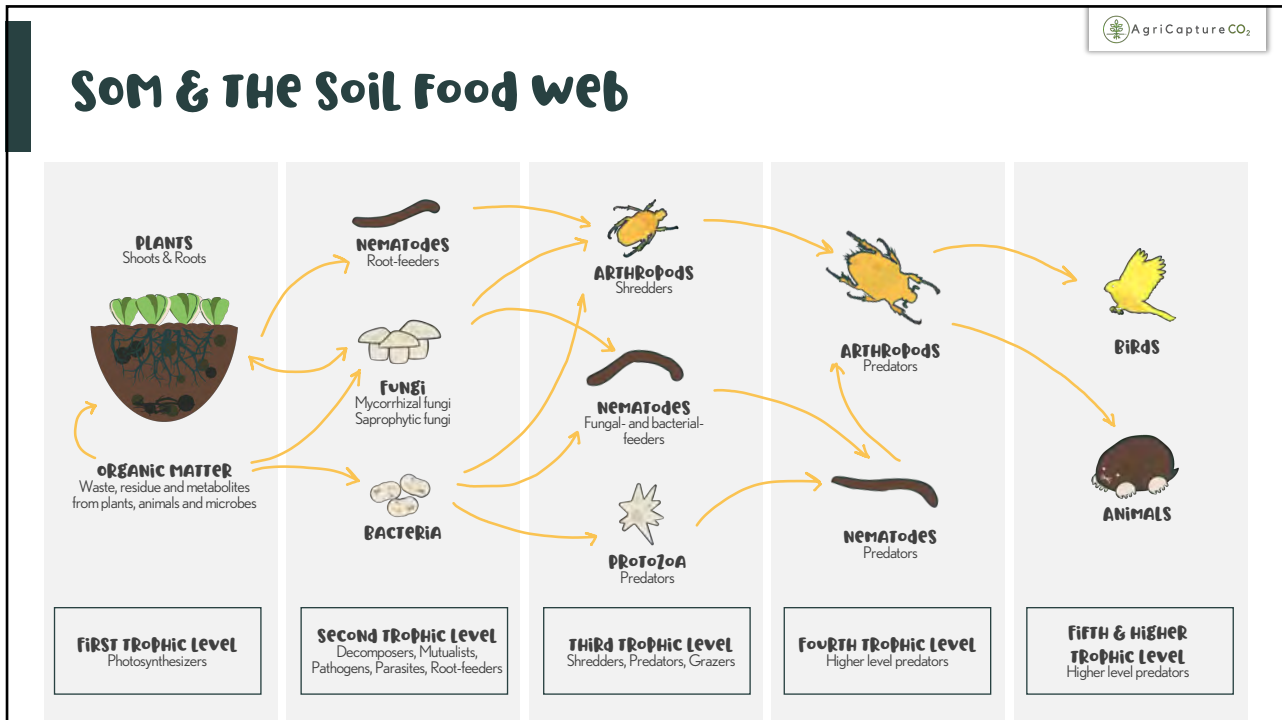 AgriCaptureCO₂
SOM & THE SOIL FOOD WEB
PLANTS
Shoots & Roots
ORGANIC MATTER
Waste, residue and metabolites
from plants, animals and microbes
NEMATODES
Root-feeders
FUNGI
Mycorrhizal fungi
Saprophytic fungi
BACTERIA
ARTHROPODS
Shredders
NEMATODES
Fungal- and bacterial-
feeders
PROTOZOA
Predators
ARTHROPODS
Predators
NEMATODES
Predators
BIRDS
ANIMALS
FIRST TROPHIC LEVEL
Photosynthesizers
SECOND TROPHIC LEVEL
Decomposers, Mutualists,
Pathogens, Parasites, Root-feeders
THIRD TROPHIC LEVEL
Shredders, Predators, Grazers
FOURTH TROPHIC LEVEL
Higher level predators
FIFTH & HIGHER
TROPHIC LEVEL
Higher level predators